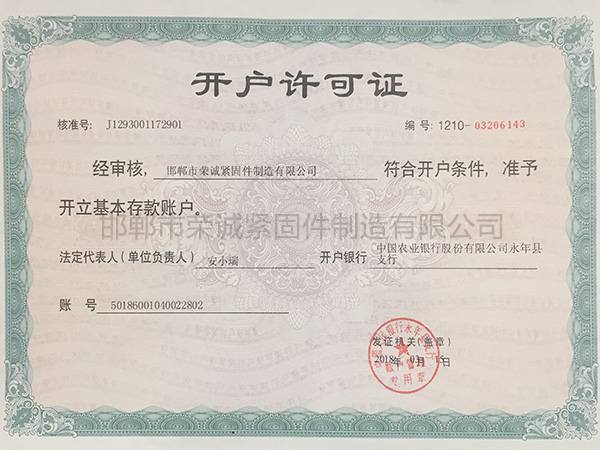 开户许可证
核准号: J1293001172901 编号: 1210-03206143
经审核, 邯郸市荣诚紧固件制造有限公司 符合开户条件, 准予
开立基本存款账户。
邯郸市荣诚紧固件制造有限公司
法定代表人(单位负责人) 安小瑞 开户银行 中国农业银行股份有限公司永年县支行
账 号 50186001040022802
发证机关(盖章)
2018年 03月 15日
专用章